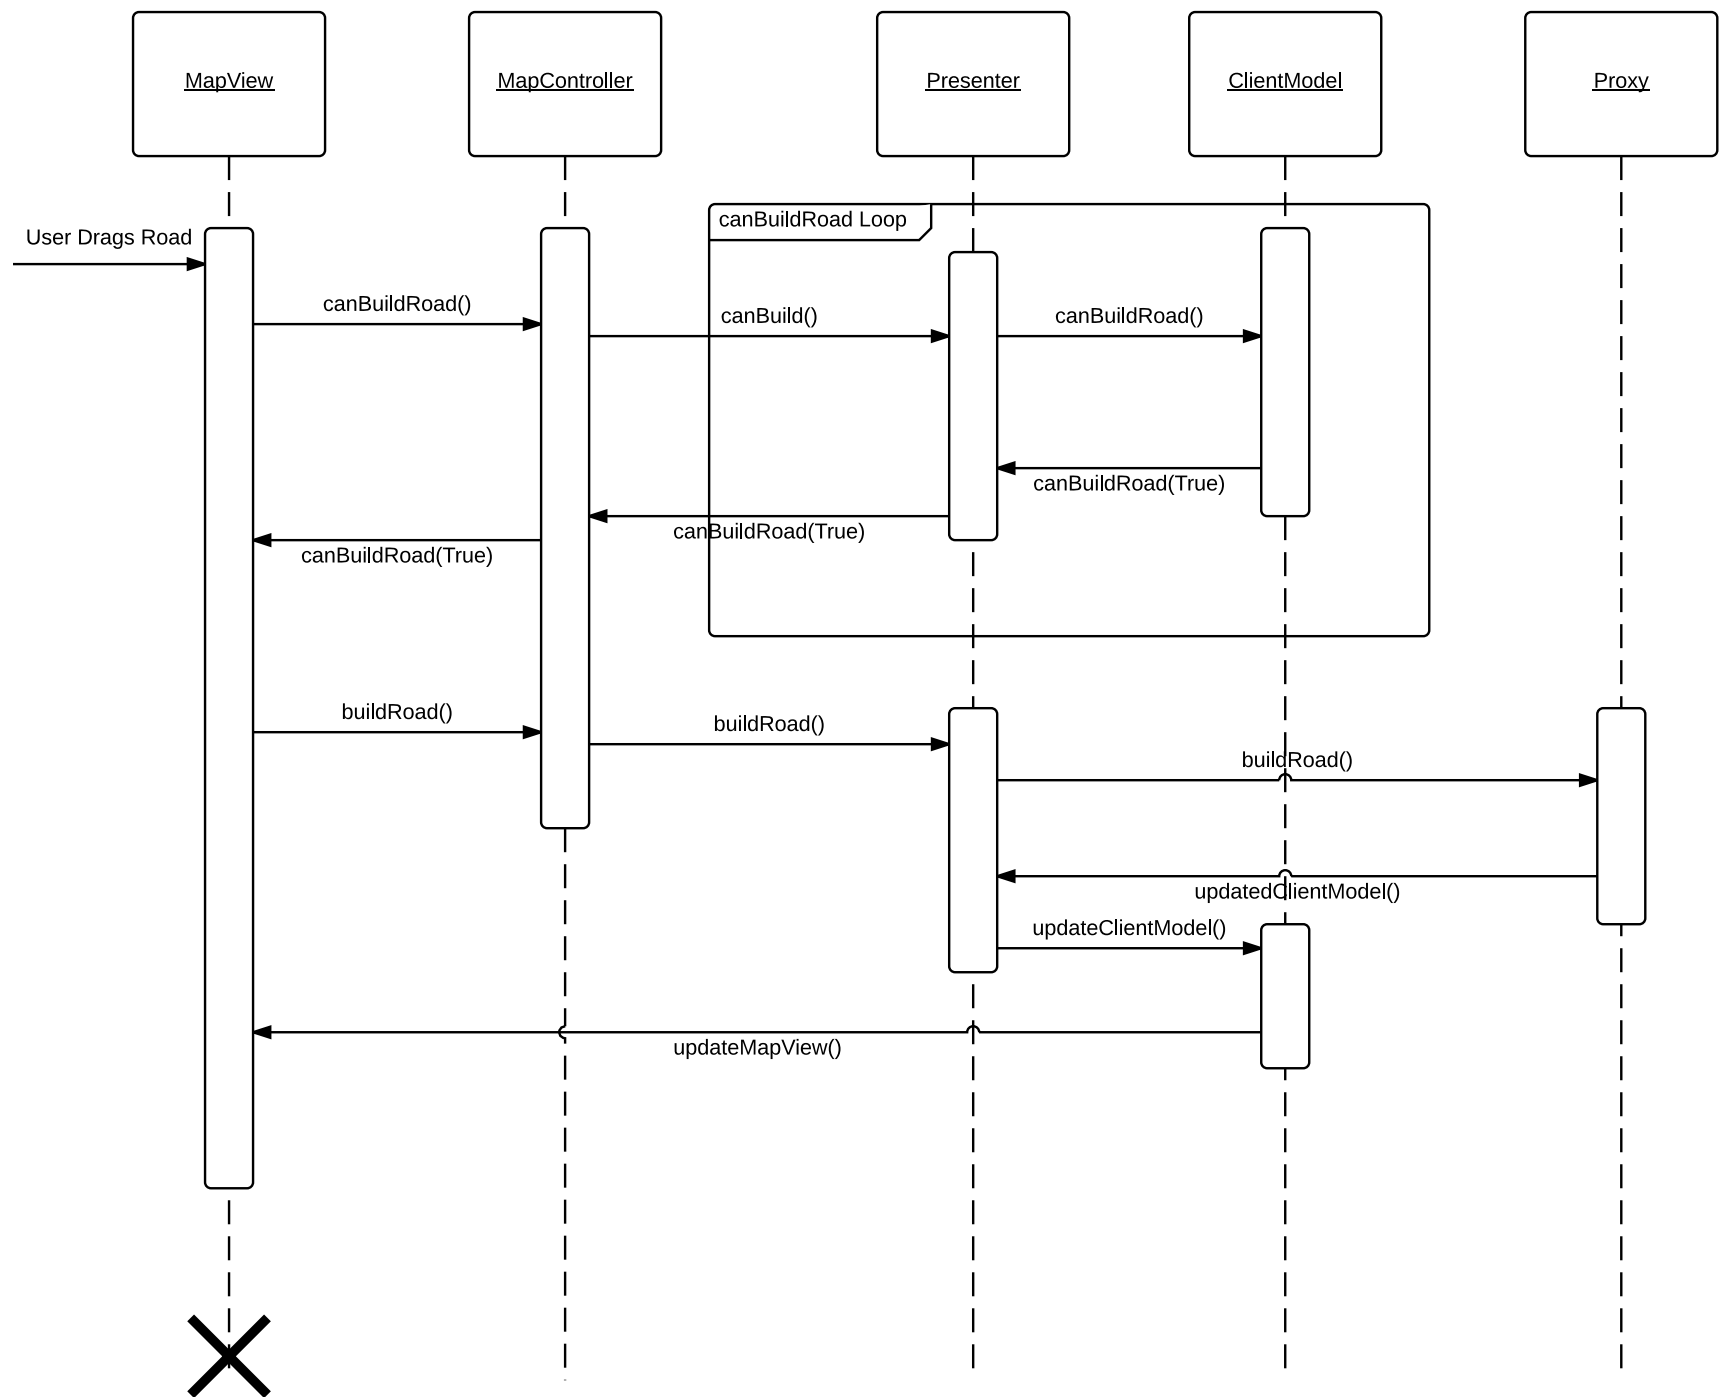 MapView
MapController
Presenter
ClientModel
Proxy
canBuildRoad Loop
User Drags Road
canBuildRoad()
canBuild()
canBuildRoad()
canBuildRoad(True)
canBuildRoad(True)
canBuildRoad(True)
buildRoad()
buildRoad()
buildRoad()
updatedClientModel()
updateClientModel()
updateMapView()